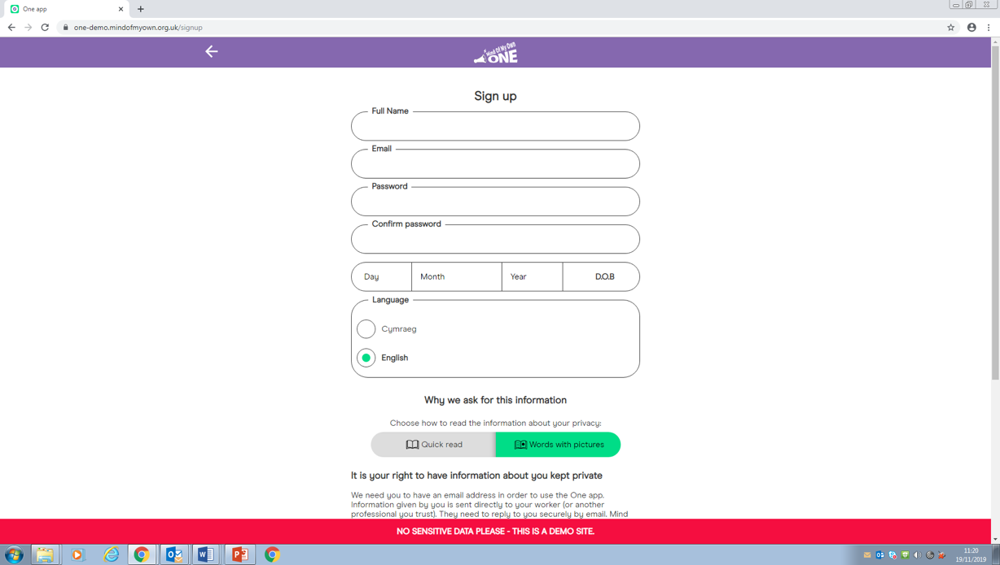 One app
one-demo.mindofmyown.org.uk/signup
Mind Of My Own
ONE
Sign up
Full Name
Email
Password
Confirm password
Day Month Year D.O.B
Language
Cymraeg
English
Why we ask for this information
Choose how to read the information about your privacy:
Quick read Words with pictures
It is your right to have information about you kept private
We need you to have an email address in order to use the One app.
Information given by you is sent directly to your worker (or another
professional you trust). They need to reply to you securely by email. Mind
NO SENSITIVE DATA PLEASE - THIS IS A DEMO SITE.
11:20
19/11/2019